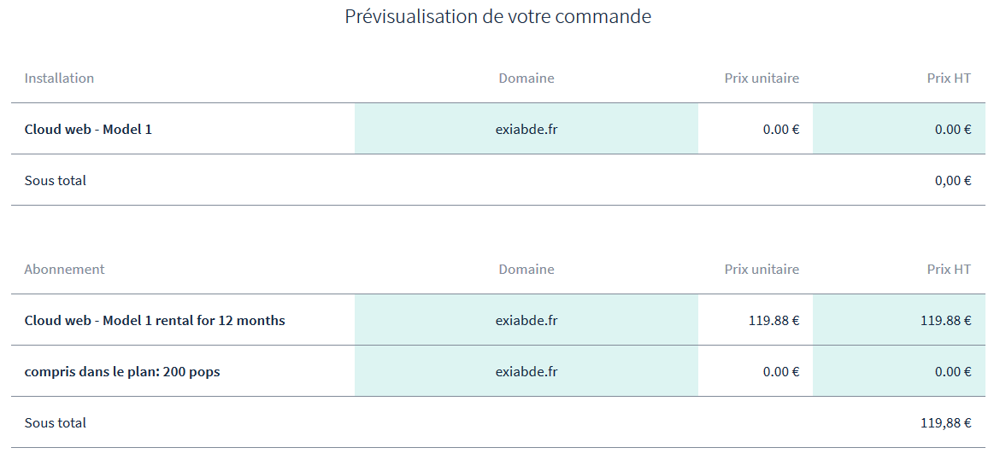 Prévisualisation de votre commande
Installation Domaine Prix unitaire Prix HT
Cloud web - Model 1 exiabde.fr 0.00 € 0.00 €
Sous total 0,00 €
Abonnement Domaine Prix unitaire Prix HT
Cloud web - Model 1 rental for 12 months exiabde.fr 119.88 € 119.88 €
compris dans le plan: 200 pops exiabde.fr 0.00 € 0.00 €
Sous total 119,88 €